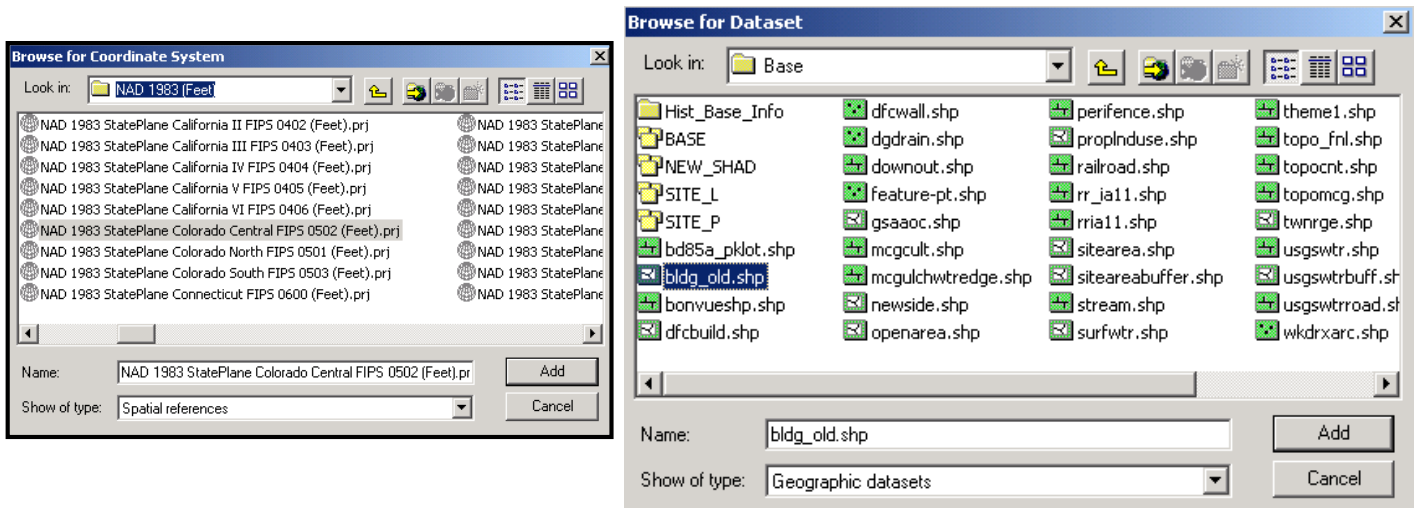 Browse for Coordinate System
Look in: NAD 1983 (Feet)
NAD 1983 StatePlane California II FIPS 0402 (Feet).prj
NAD 1983 StatePlane California III FIPS 0403 (Feet).prj
NAD 1983 StatePlane California IV FIPS 0404 (Feet).prj
NAD 1983 StatePlane California V FIPS 0405 (Feet).prj
NAD 1983 StatePlane California VI FIPS 0406 (Feet).prj
NAD 1983 StatePlane Colorado Central FIPS 0502 (Feet).prj
NAD 1983 StatePlane Colorado North FIPS 0501 (Feet).prj
NAD 1983 StatePlane Colorado South FIPS 0503 (Feet).prj
NAD 1983 StatePlane Connecticut FIPS 0600 (Feet).prj
NAD 1983 StatePlane
NAD 1983 StatePlane
NAD 1983 StatePlane
NAD 1983 StatePlane
NAD 1983 StatePlane
NAD 1983 StatePlane
NAD 1983 StatePlane
NAD 1983 StatePlane
NAD 1983 StatePlane
Name: NAD 1983 StatePlane Colorado Central FIPS 0502 (Feet).pr Add
Show of type: Spatial references Cancel
Browse for Dataset
Look in: Base
Hist_Base_Info
BASE
NEW_SHAD
SITE_L
SITE_P
bd85a_pklot.shp
bldg_old.shp
bonvueshp.shp
dfcbuild.shp
dfcwall.shp
dgdrain.shp
downout.shp
feature-pt.shp
gsaaoc.shp
mcgcult.shp
mcgulchwtredge.shp
newside.shp
openarea.shp
perifence.shp
proplnduse.shp
railroad.shp
rr_ia11.shp
rria11.shp
sitearea.shp
siteareabuffer.shp
stream.shp
surfwtr.shp
theme1.shp
topo_fnl.shp
topocnt.shp
topomcg.shp
twnrge.shp
usgswtr.shp
usgswtrbuff.sh
usgswtrroad.sh
wkdrxarc.shp
Name: bldg_old.shp Add
Show of type: Geographic datasets Cancel